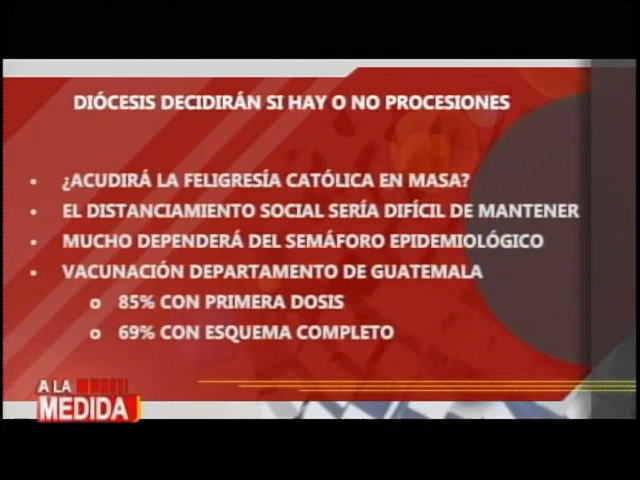 DIÓCESIS DECIDIRÁN SI HAY O NO PROCESIONES
• ¿ACUDIRÁ LA FELIGRESÍA CATÓLICA EN MASA?
• EL DISTANCIAMIENTO SOCIAL SERÍA DIFÍCIL DE MANTENER
• MUCHO DEPENDERÁ DEL SEMÁFORO EPIDEMIOLÓGICO
• VACUNACIÓN DEPARTAMENTO DE GUATEMALA
o 85% CON PRIMERA DOSIS
o 69% CON ESQUEMA COMPLETO
A LA
MEDIDA